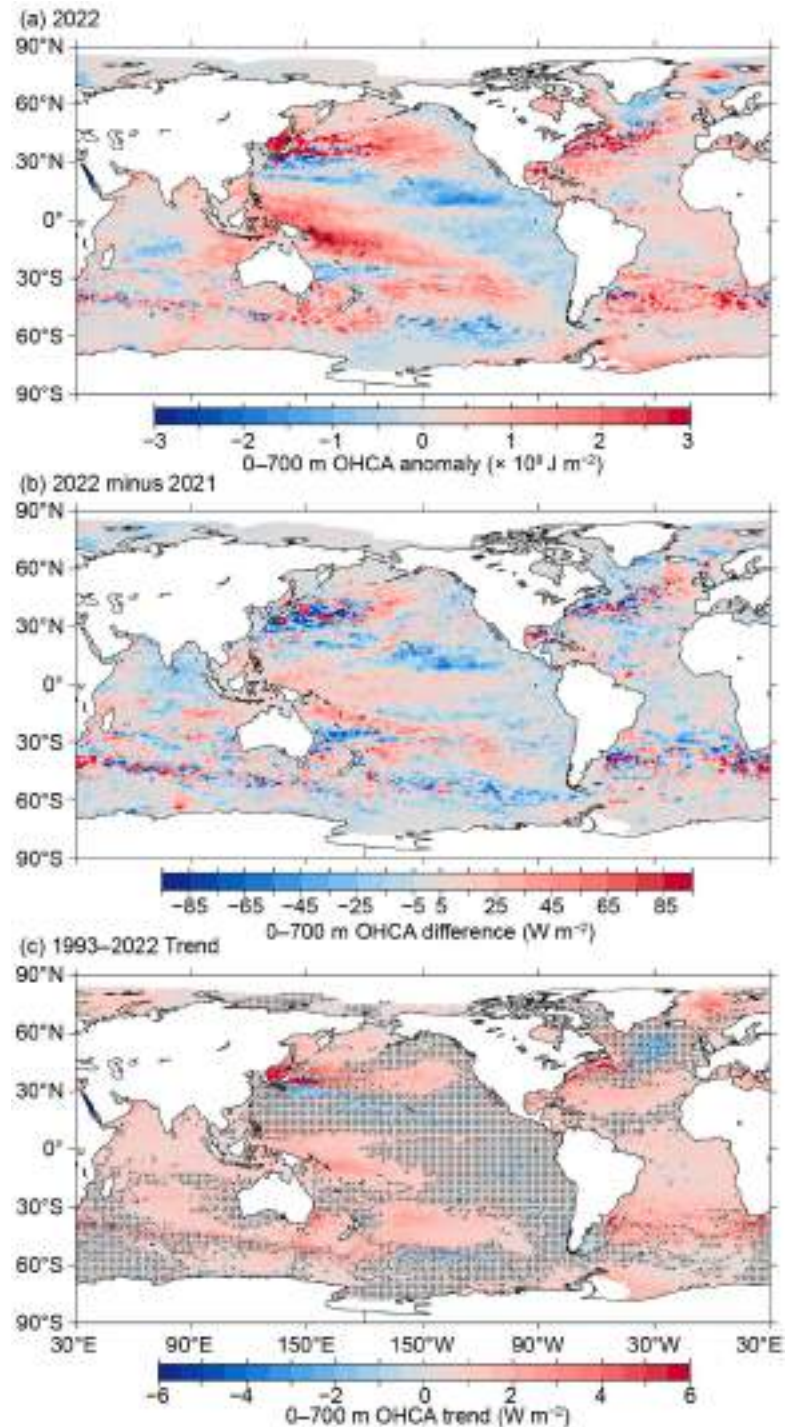 (a) 2022
90°N
60°N
30°N
0°
30°S
60°S
90°S
−3 −2 −1 0 1 2 3
0–700 m OHCA anomaly (× 10⁹ J m⁻²)
(b) 2022 minus 2021
90°N
60°N
30°N
0°
30°S
60°S
90°S
−85 −65 −45 −25 −5 5 25 45 65 85
0–700 m OHCA difference (W m⁻²)
(c) 1993–2022 Trend
90°N
60°N
30°N
0°
30°S
60°S
90°S
30°E 90°E 150°E 150°W 90°W 30°W 30°E
−6 −4 −2 0 2 4 6
0–700 m OHCA trend (W m⁻²)